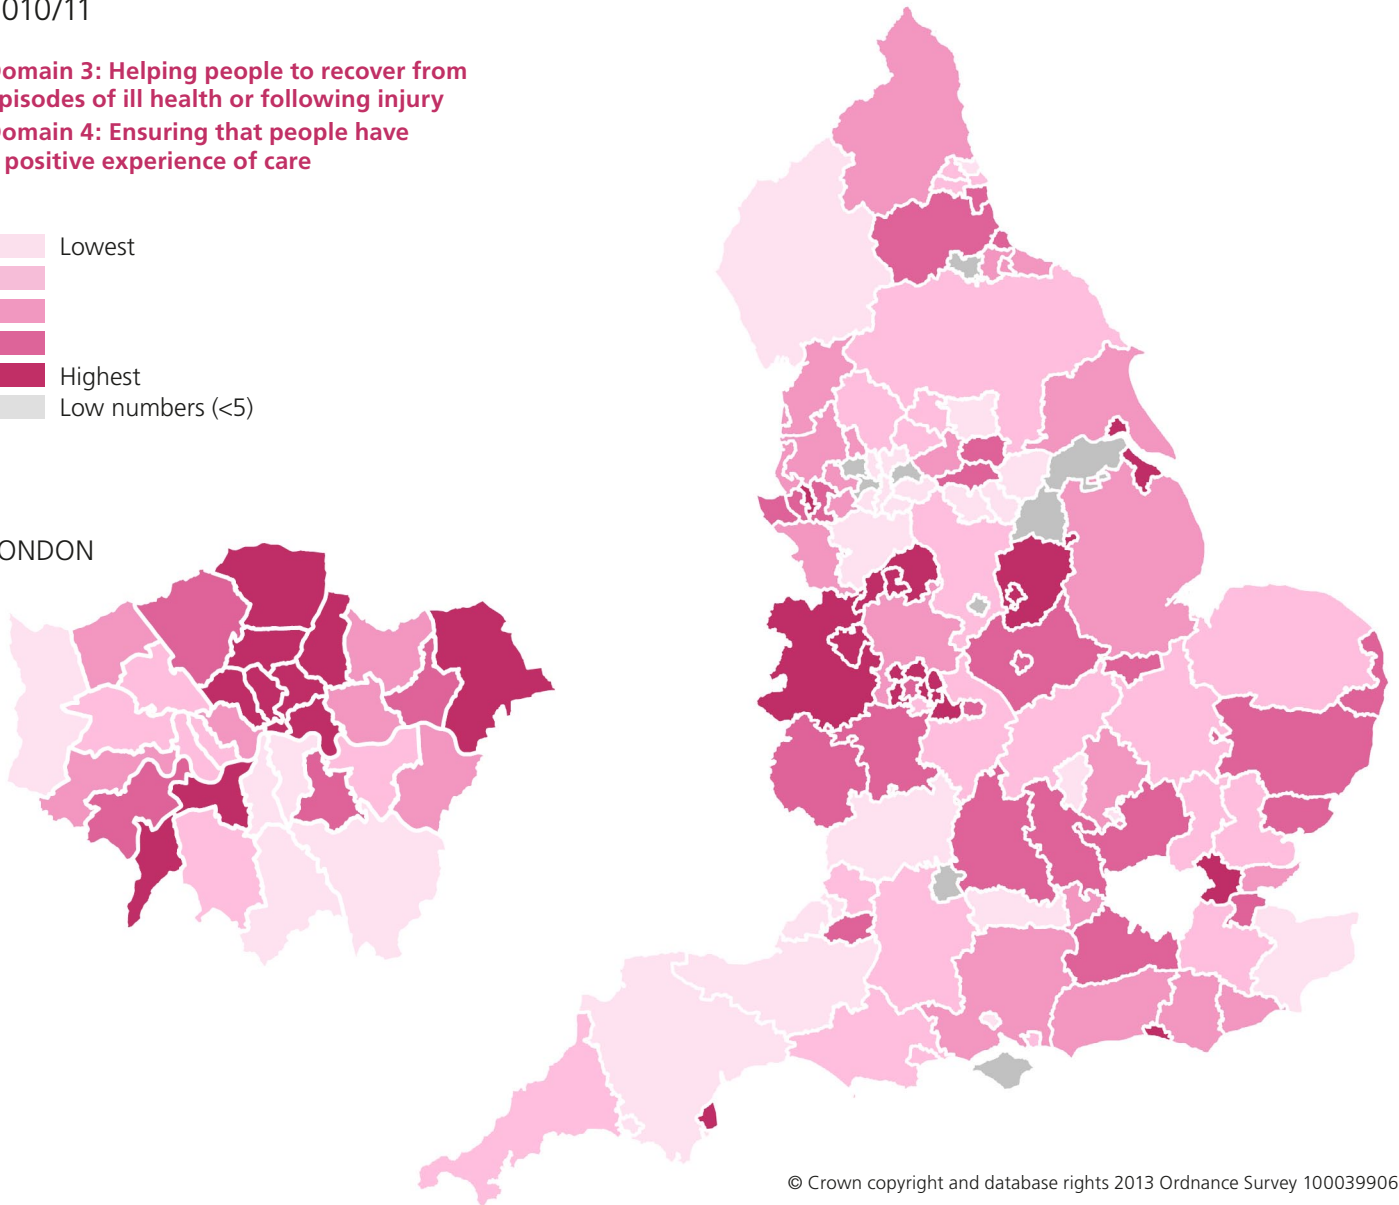 010/11
omain 3: Helping people to recover from
pisodes of ill health or following injury
omain 4: Ensuring that people have
positive experience of care
Lowest
Highest
Low numbers (<5)
ONDON
© Crown copyright and database rights 2013 Ordnance Survey 100039906